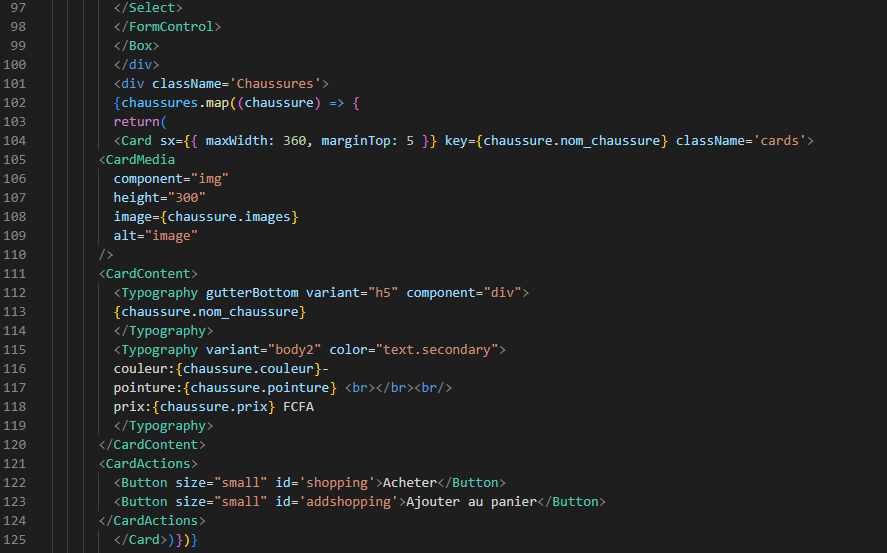 97 </Select>
98 </FormControl>
99 </Box>
100 </div>
101 <div className='Chaussures'>
102 {chaussures.map((chaussure) => {
103 return(
104 <Card sx={{ maxWidth: 360, marginTop: 5 }} key={chaussure.nom_chaussure} className='cards'>
105 <CardMedia
106 component="img"
107 height="300"
108 image={chaussure.images}
109 alt="image"
110 />
111 <CardContent>
112 <Typography gutterBottom variant="h5" component="div">
113 {chaussure.nom_chaussure}
114 </Typography>
115 <Typography variant="body2" color="text.secondary">
116 couleur:{chaussure.couleur}-
117 pointure:{chaussure.pointure} <br></br><br/>
118 prix:{chaussure.prix} FCFA
119 </Typography>
120 </CardContent>
121 <CardActions>
122 <Button size="small" id='shopping'>Acheter</Button>
123 <Button size="small" id='addshopping'>Ajouter au panier</Button>
124 </CardActions>
125 </Card>)})}